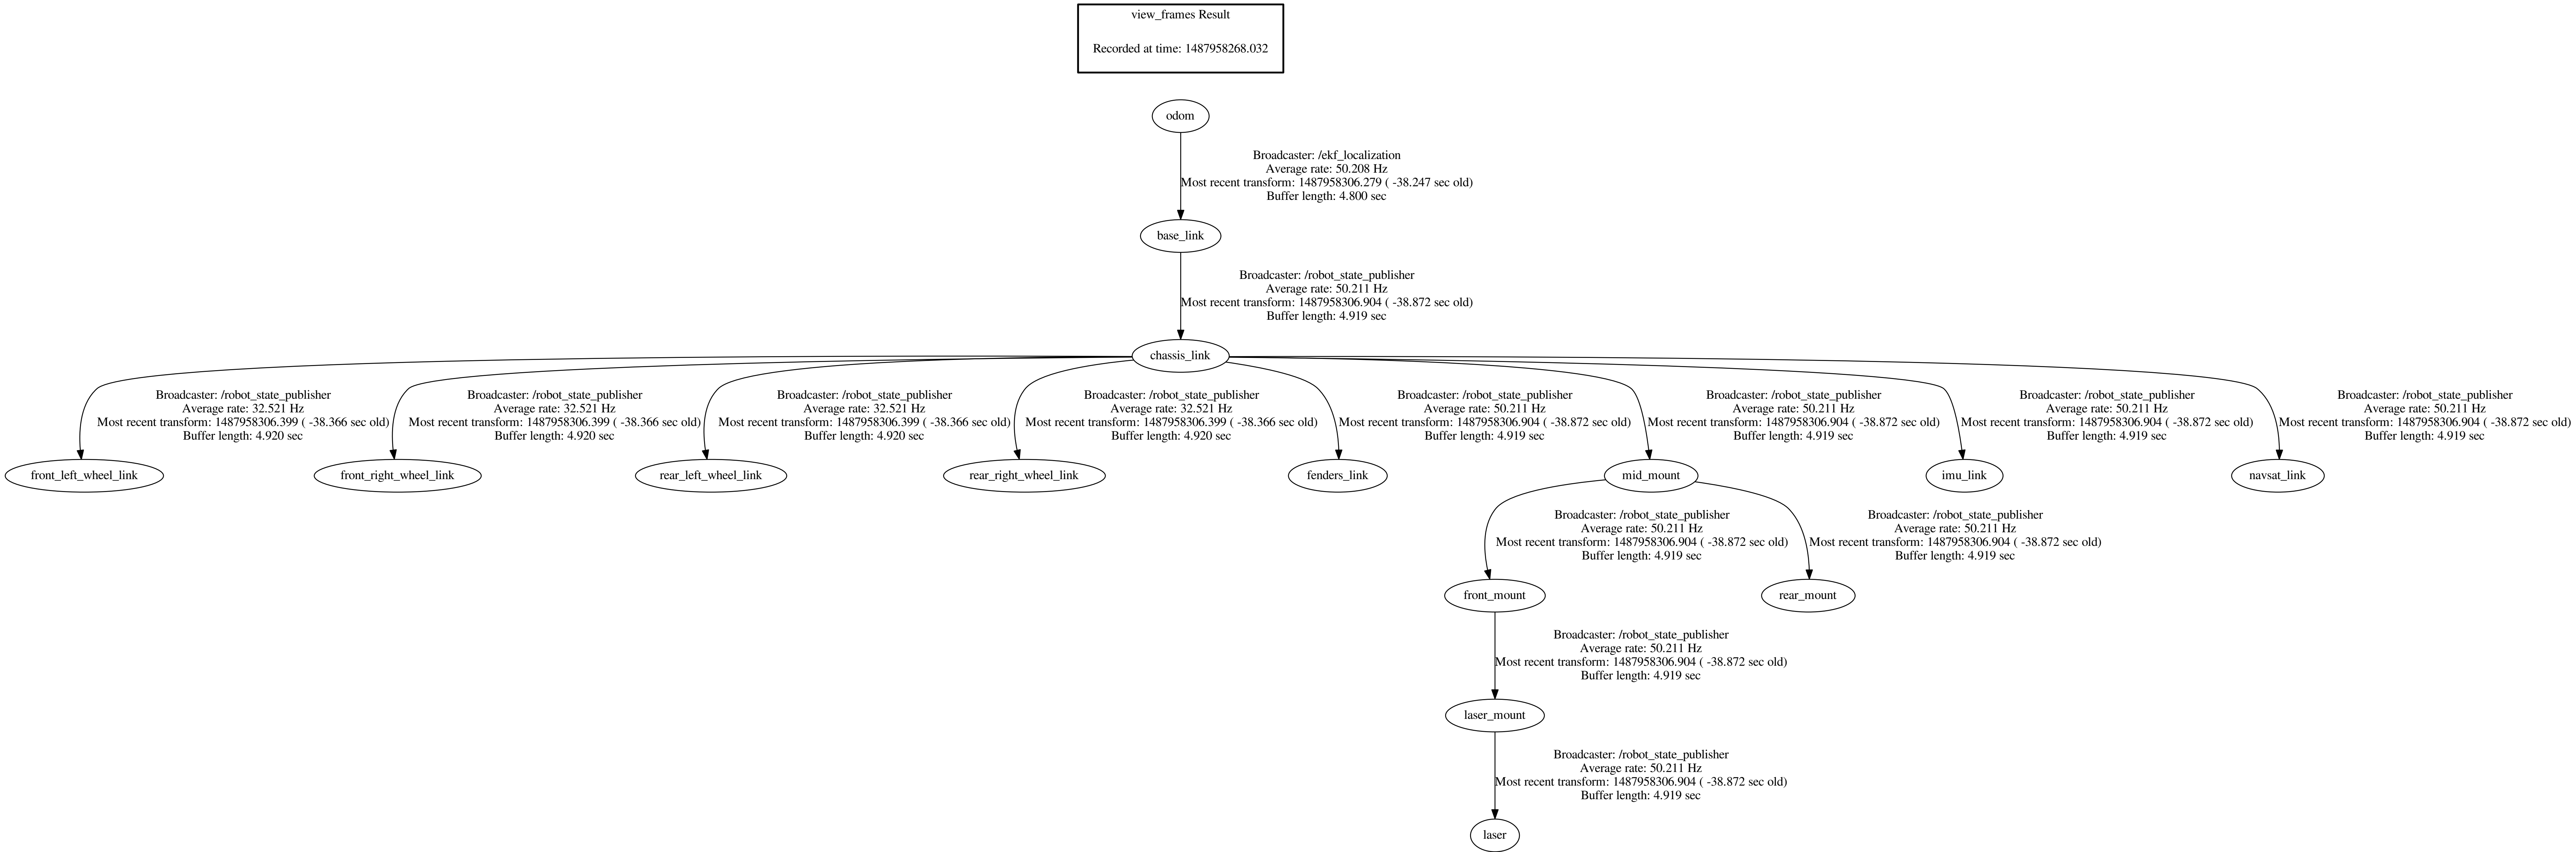 view_frames Result
Recorded at time: 1487958268.032
odom
Broadcaster: /ekf_localization
Average rate: 50.208 Hz
Most recent transform: 1487958306.279 ( -38.247 sec old)
Buffer length: 4.800 sec
base_link
Broadcaster: /robot_state_publisher
Average rate: 50.211 Hz
Most recent transform: 1487958306.904 ( -38.872 sec old)
Buffer length: 4.919 sec
chassis_link
Broadcaster: /robot_state_publisher
Average rate: 32.521 Hz
Most recent transform: 1487958306.399 ( -38.366 sec old)
Buffer length: 4.920 sec
Broadcaster: /robot_state_publisher
Average rate: 32.521 Hz
Most recent transform: 1487958306.399 ( -38.366 sec old)
Buffer length: 4.920 sec
Broadcaster: /robot_state_publisher
Average rate: 32.521 Hz
Most recent transform: 1487958306.399 ( -38.366 sec old)
Buffer length: 4.920 sec
Broadcaster: /robot_state_publisher
Average rate: 32.521 Hz
Most recent transform: 1487958306.399 ( -38.366 sec old)
Buffer length: 4.920 sec
Broadcaster: /robot_state_publisher
Average rate: 50.211 Hz
Most recent transform: 1487958306.904 ( -38.872 sec old)
Buffer length: 4.919 sec
Broadcaster: /robot_state_publisher
Average rate: 50.211 Hz
Most recent transform: 1487958306.904 ( -38.872 sec old)
Buffer length: 4.919 sec
Broadcaster: /robot_state_publisher
Average rate: 50.211 Hz
Most recent transform: 1487958306.904 ( -38.872 sec old)
Buffer length: 4.919 sec
Broadcaster: /robot_state_publisher
Average rate: 50.211 Hz
Most recent transform: 1487958306.904 ( -38.872 sec old)
Buffer length: 4.919 sec
front_left_wheel_link
front_right_wheel_link
rear_left_wheel_link
rear_right_wheel_link
fenders_link
mid_mount
imu_link
navsat_link
Broadcaster: /robot_state_publisher
Average rate: 50.211 Hz
Most recent transform: 1487958306.904 ( -38.872 sec old)
Buffer length: 4.919 sec
Broadcaster: /robot_state_publisher
Average rate: 50.211 Hz
Most recent transform: 1487958306.904 ( -38.872 sec old)
Buffer length: 4.919 sec
front_mount
rear_mount
Broadcaster: /robot_state_publisher
Average rate: 50.211 Hz
Most recent transform: 1487958306.904 ( -38.872 sec old)
Buffer length: 4.919 sec
laser_mount
Broadcaster: /robot_state_publisher
Average rate: 50.211 Hz
Most recent transform: 1487958306.904 ( -38.872 sec old)
Buffer length: 4.919 sec
laser